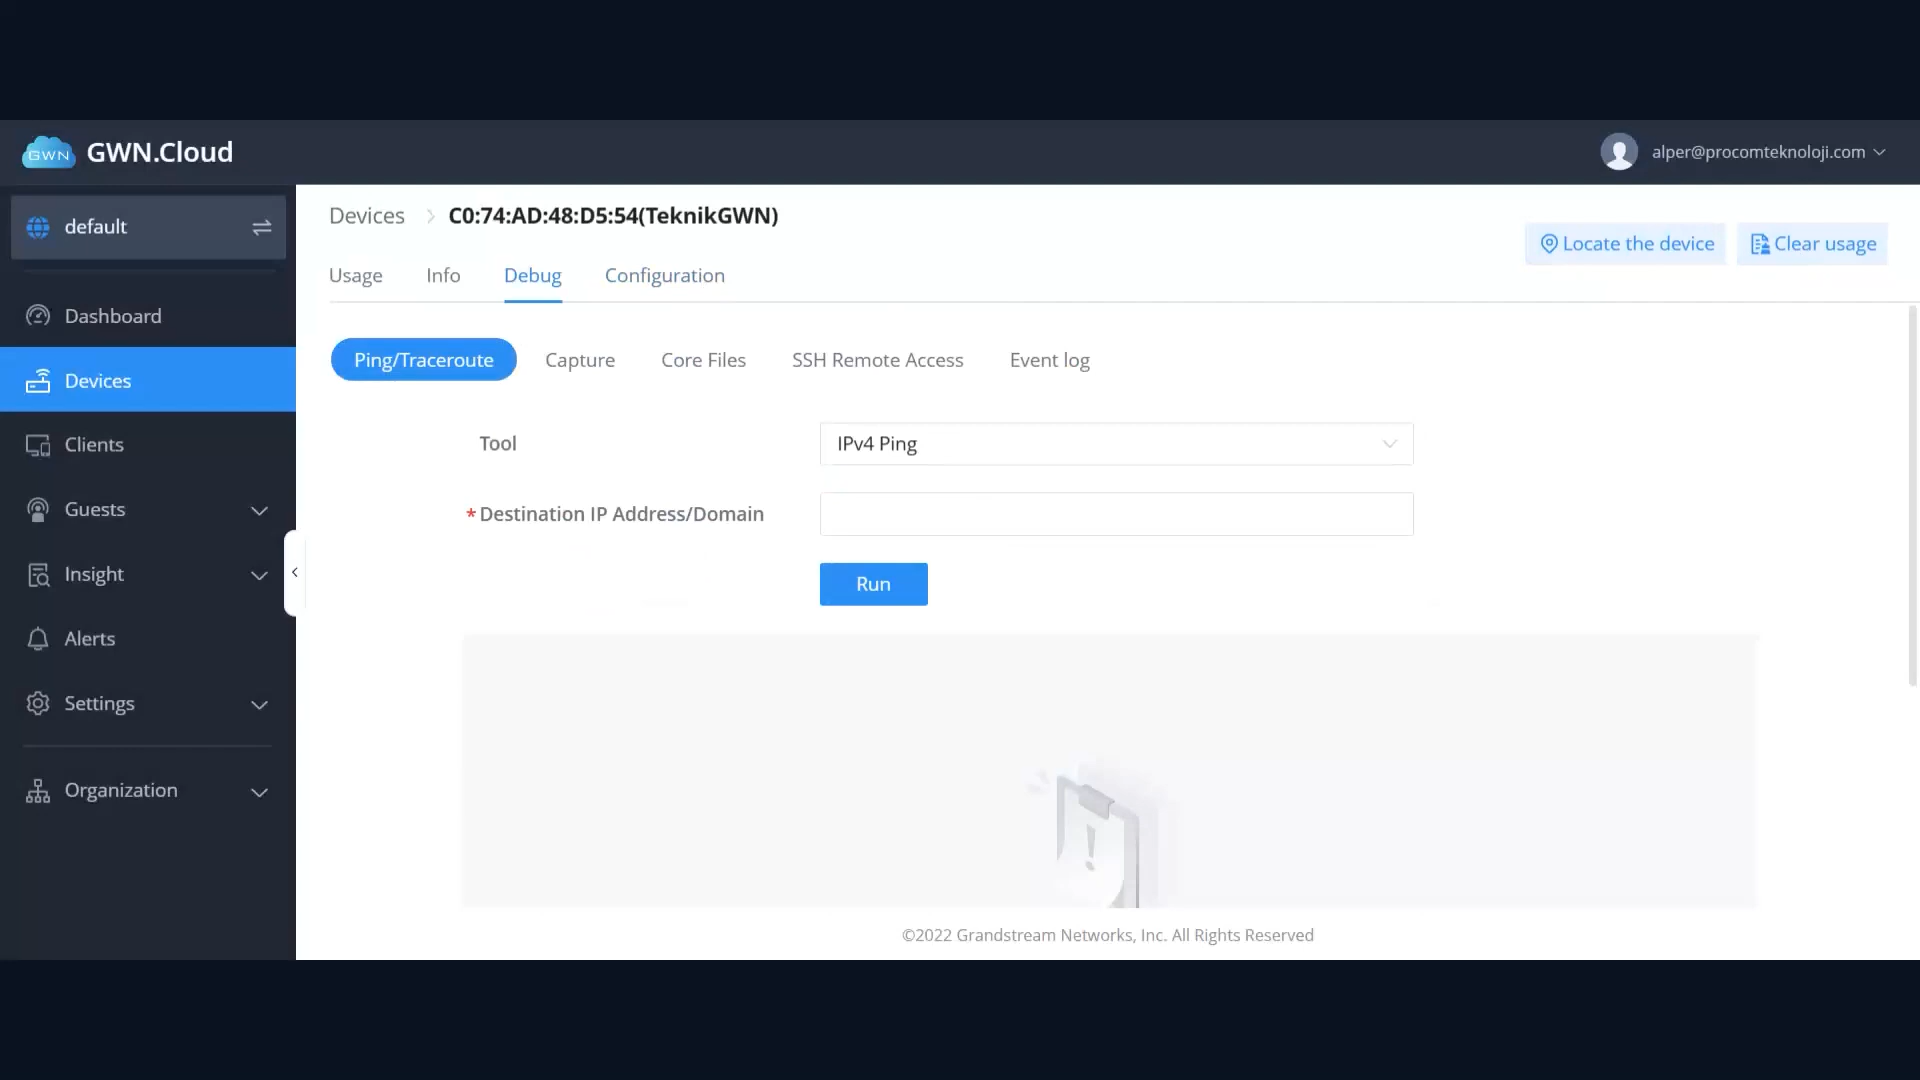 GWN GWN.Cloud
alper@procomteknoloji.com
default
Devices > C0:74:AD:48:D5:54(TeknikGWN)
Locate the device
Clear usage
Usage Info Debug Configuration
Dashboard
Devices
Clients
Guests
Insight
Alerts
Settings
Organization
Ping/Traceroute Capture Core Files SSH Remote Access Event log
Tool IPv4 Ping
*Destination IP Address/Domain
Run
©2022 Grandstream Networks, Inc. All Rights Reserved